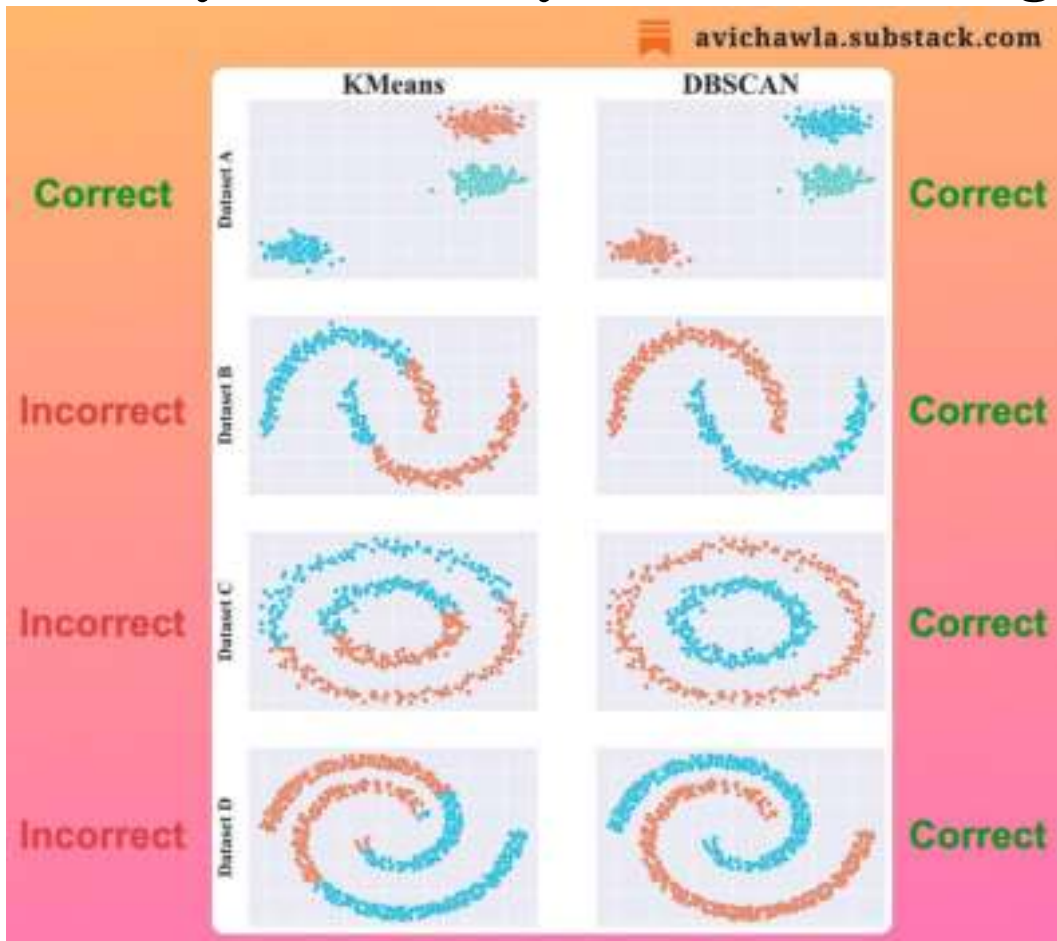 avichawla.substack.com
KMeans
DBSCAN
Correct
Dataset A
Correct
Incorrect
Dataset B
Correct
Incorrect
Dataset C
Correct
Incorrect
Dataset D
Correct